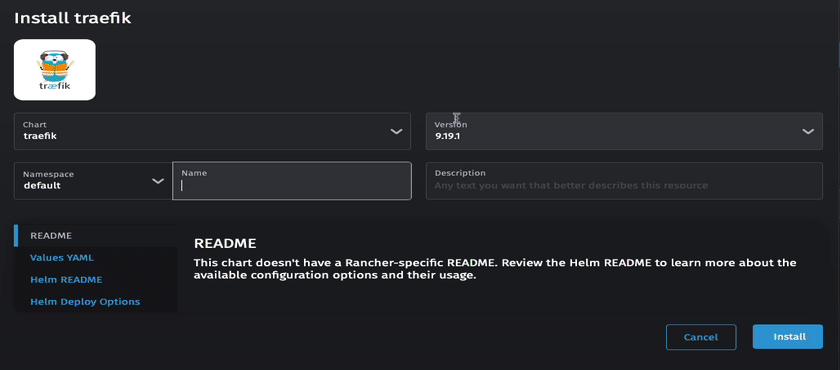 Install traefik
træfik
Chart
traefik
Version
9.19.1
Namespace
default
Name
Description
Any text you want that better describes this resource
README
Values YAML
Helm README
Helm Deploy Options
README
This chart doesn't have a Rancher-specific README. Review the Helm README to learn more about the
available configuration options and their usage.
Cancel
Install